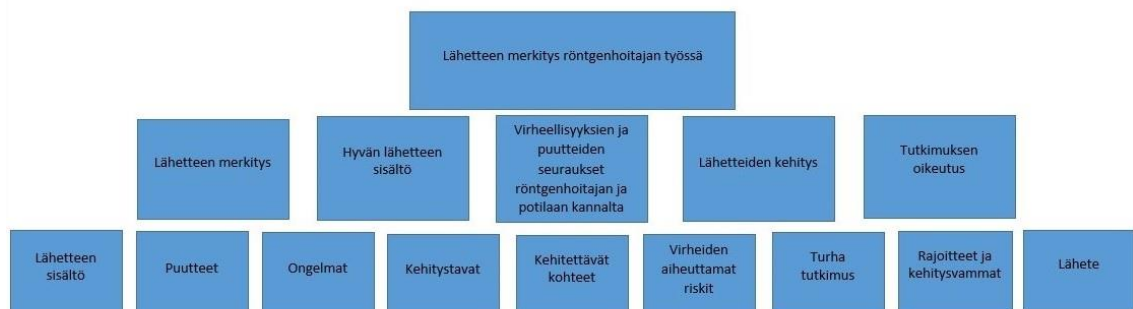 Lähetteen merkitys röntgenhoitajan työssä
Lähetteen merkitys
Hyvän lähetteen
sisältö
Virheellisyyksien ja
puutteiden
seuraukset
röntgenhoitajan ja
potilaan kannalta
Lähetteiden kehitys
Tutkimuksen
oikeutus
Lähetteen
sisältö
Puutteet
Ongelmat
Kehitystavat
Kehitettävät
kohteet
Virheiden
aiheuttamat
riskit
Turha
tutkimus
Rajoitteet ja
kehitysvammat
Lähete